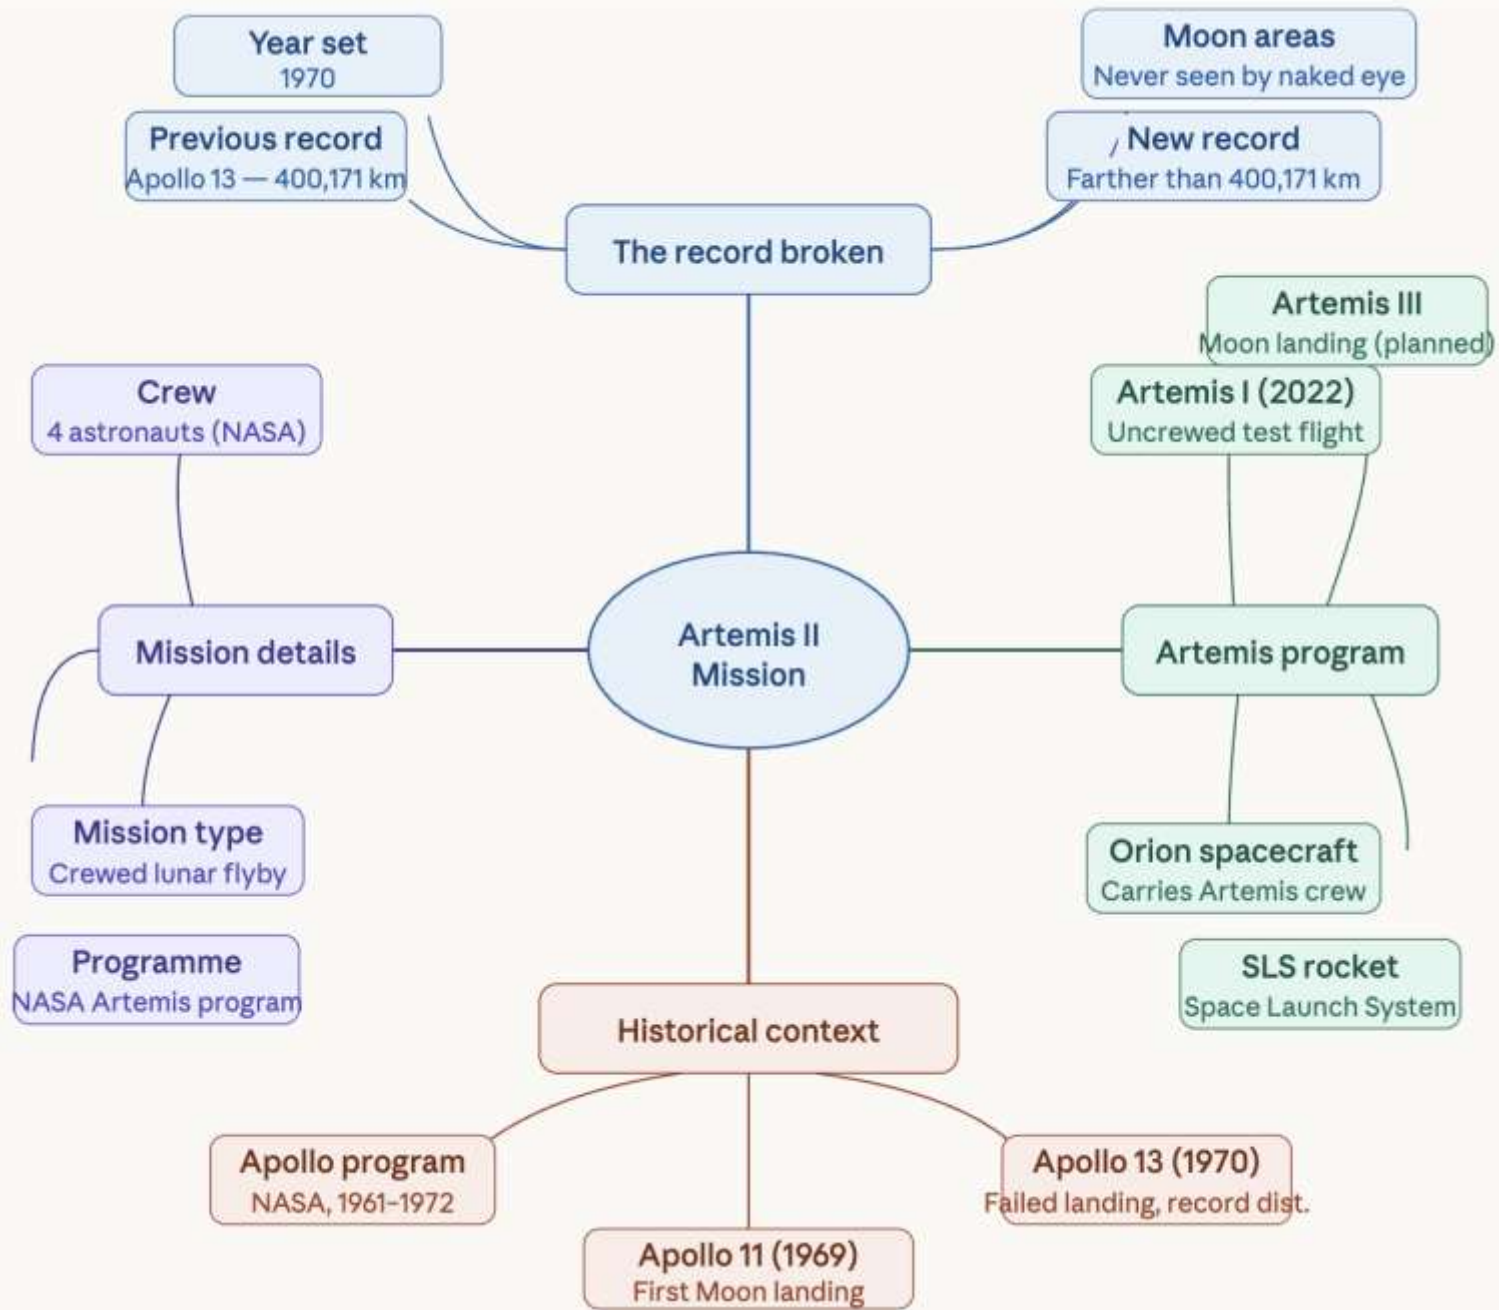 Year set
1970
Moon areas
Never seen by naked eye
Previous record
Apollo 13 — 400,171 km
New record
Farther than 400,171 km
The record broken
Artemis III
Moon landing (planned)
Crew
4 astronauts (NASA)
Artemis I (2022)
Uncrewed test flight
Mission details
Artemis II
Mission
Artemis program
Mission type
Crewed lunar flyby
Orion spacecraft
Carries Artemis crew
Programme
NASA Artemis program
SLS rocket
Space Launch System
Historical context
Apollo program
NASA, 1961–1972
Apollo 13 (1970)
Failed landing, record dist.
Apollo 11 (1969)
First Moon landing